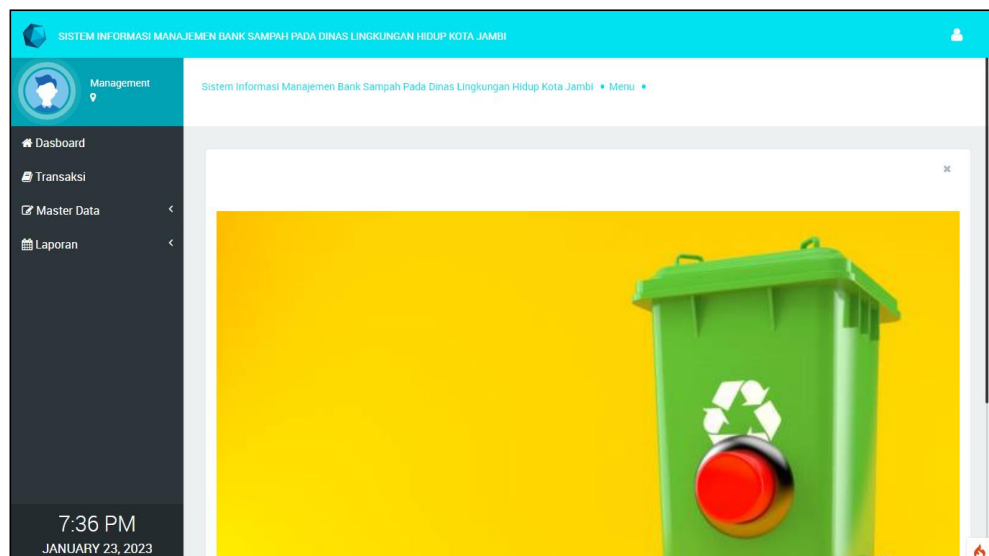 SISTEM INFORMASI MANAJEMEN BANK SAMPAH PADA DINAS LINGKUNGAN HIDUP KOTA JAMBI
Management
Sistem Informasi Manajemen Bank Sampah Pada Dinas Lingkungan Hidup Kota Jambi • Menu •
Dasboard
Transaksi
Master Data
Laporan
7:36 PM
JANUARY 23, 2023